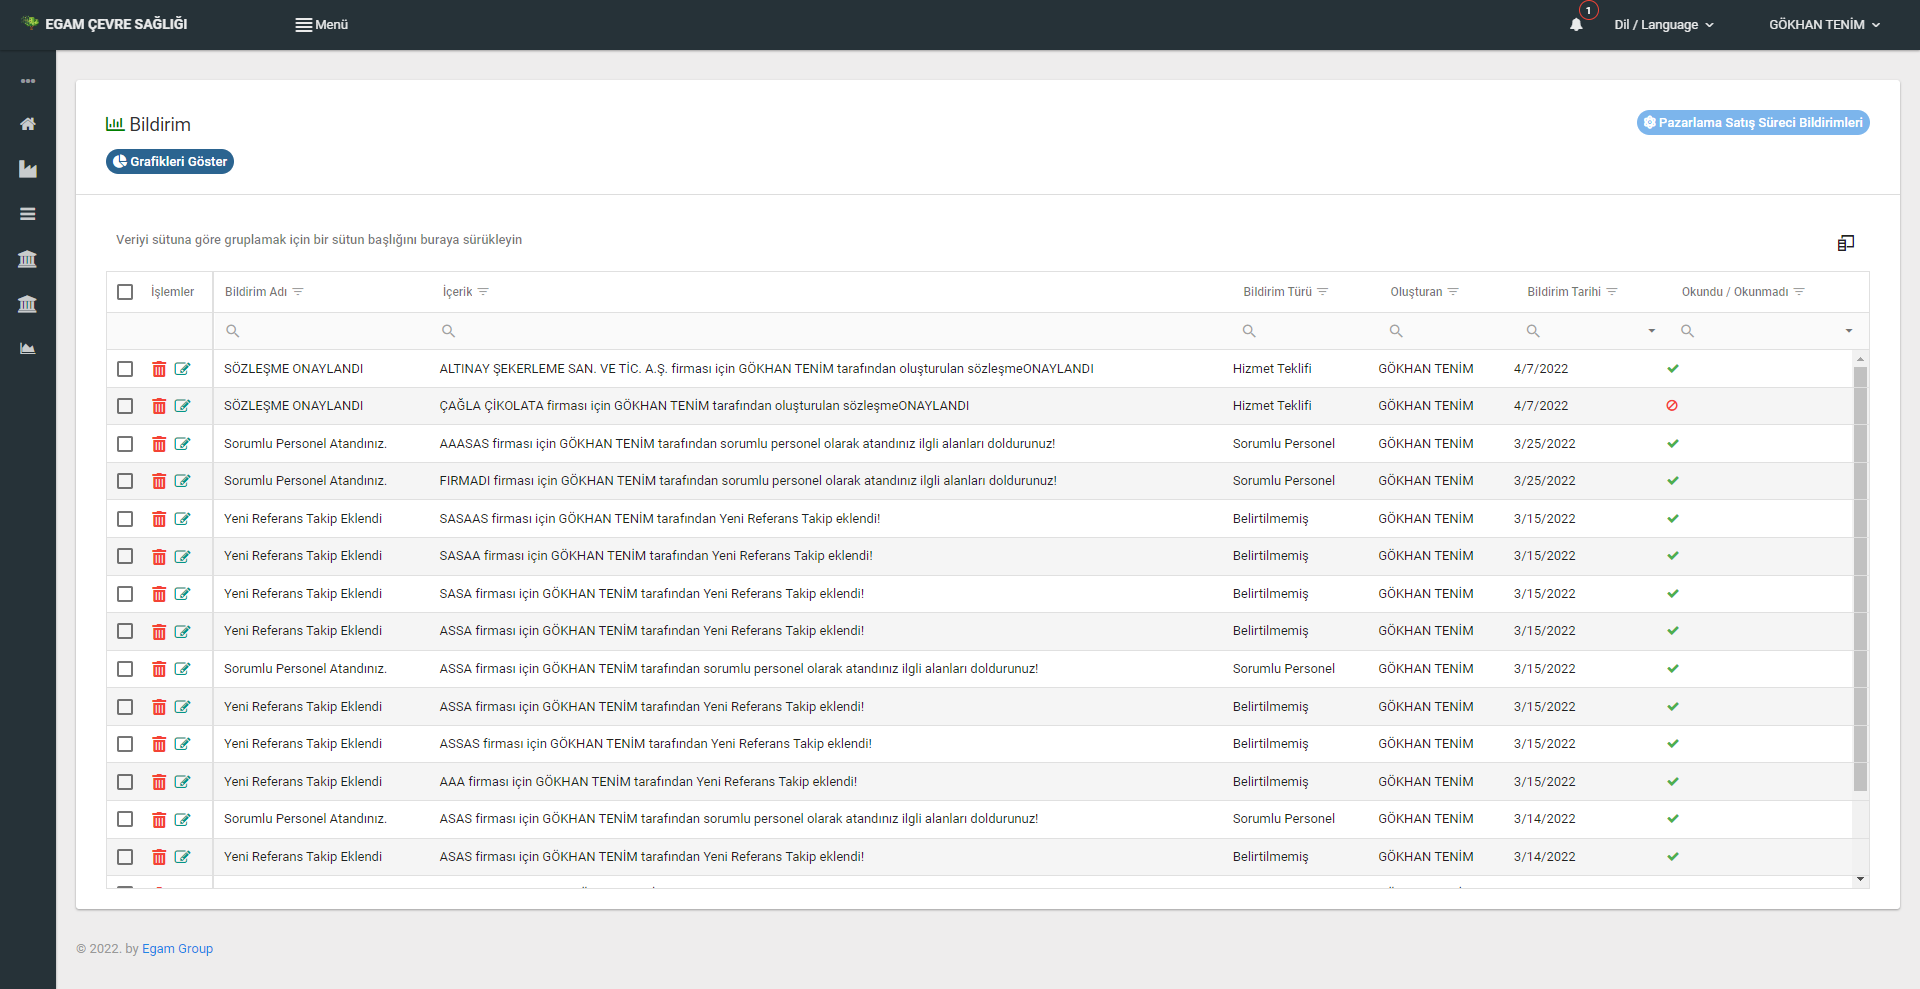 EGAM ÇEVRE SAĞLIĞI Menü 1 Dil / Language GÖKHAN TENİM
Bildirim Pazarlama Satış Süreci Bildirimleri
Grafikleri Göster
Veriyi sütuna göre gruplamak için bir sütun başlığını buraya sürükleyin
İşlemler Bildirim Adı İçerik Bildirim Türü Oluşturan Bildirim Tarihi Okundu / Okunmadı
SÖZLEŞME ONAYLANDI ALTINAY ŞEKERLEME SAN. VE TİC. A.Ş. firması için GÖKHAN TENİM tarafından oluşturulan sözleşmeONAYLANDI Hizmet Teklifi GÖKHAN TENİM 4/7/2022
SÖZLEŞME ONAYLANDI ÇAĞLA ÇİKOLATA firması için GÖKHAN TENİM tarafından oluşturulan sözleşmeONAYLANDI Hizmet Teklifi GÖKHAN TENİM 4/7/2022
Sorumlu Personel Atandınız. AAASAS firması için GÖKHAN TENİM tarafından sorumlu personel olarak atandınız ilgli alanları doldurunuz! Sorumlu Personel GÖKHAN TENİM 3/25/2022
Sorumlu Personel Atandınız. FIRMADI firması için GÖKHAN TENİM tarafından sorumlu personel olarak atandınız ilgli alanları doldurunuz! Sorumlu Personel GÖKHAN TENİM 3/25/2022
Yeni Referans Takip Eklendi SASAAS firması için GÖKHAN TENİM tarafından Yeni Referans Takip eklendi! Belirtilmemiş GÖKHAN TENİM 3/15/2022
Yeni Referans Takip Eklendi SASAA firması için GÖKHAN TENİM tarafından Yeni Referans Takip eklendi! Belirtilmemiş GÖKHAN TENİM 3/15/2022
Yeni Referans Takip Eklendi SASA firması için GÖKHAN TENİM tarafından Yeni Referans Takip eklendi! Belirtilmemiş GÖKHAN TENİM 3/15/2022
Yeni Referans Takip Eklendi ASSA firması için GÖKHAN TENİM tarafından Yeni Referans Takip eklendi! Belirtilmemiş GÖKHAN TENİM 3/15/2022
Sorumlu Personel Atandınız. ASSA firması için GÖKHAN TENİM tarafından sorumlu personel olarak atandınız ilgli alanları doldurunuz! Sorumlu Personel GÖKHAN TENİM 3/15/2022
Yeni Referans Takip Eklendi ASSA firması için GÖKHAN TENİM tarafından Yeni Referans Takip eklendi! Belirtilmemiş GÖKHAN TENİM 3/15/2022
Yeni Referans Takip Eklendi ASSAS firması için GÖKHAN TENİM tarafından Yeni Referans Takip eklendi! Belirtilmemiş GÖKHAN TENİM 3/15/2022
Yeni Referans Takip Eklendi AAA firması için GÖKHAN TENİM tarafından Yeni Referans Takip eklendi! Belirtilmemiş GÖKHAN TENİM 3/15/2022
Sorumlu Personel Atandınız. ASAS firması için GÖKHAN TENİM tarafından sorumlu personel olarak atandınız ilgli alanları doldurunuz! Sorumlu Personel GÖKHAN TENİM 3/14/2022
Yeni Referans Takip Eklendi ASAS firması için GÖKHAN TENİM tarafından Yeni Referans Takip eklendi! Belirtilmemiş GÖKHAN TENİM 3/14/2022
© 2022. by Egam Group